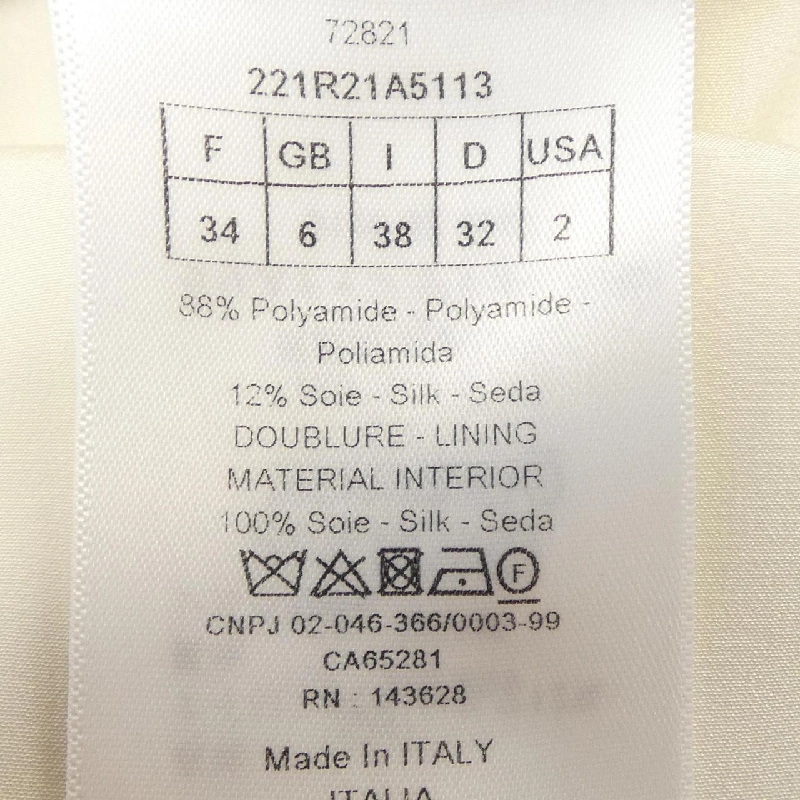 72821
221R21A5113
F GB I D USA
34 6 38 32 2
88% Polyamide - Polyamide -
Poliamida
12% Soie - Silk - Seda
DOUBLURE - LINING
MATERIAL INTERIOR
100% Soie - Silk - Seda
F
CNPJ 02-046-366/0003-99
CA65281
RN : 143628
Made In ITALY
ITALIA